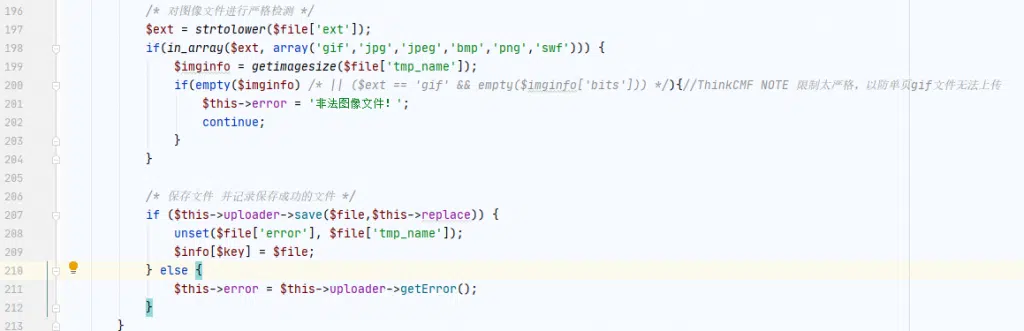 196 /* 对图像文件进行严格检测 */
197 $ext = strtolower($file['ext']);
198 if(in_array($ext, array('gif','jpg','jpeg','bmp','png','swf'))) {
199 $imginfo = getimagesize($file['tmp_name']);
200 if(empty($imginfo) /* || ($ext == 'gif' && empty($imginfo['bits'])) */){//ThinkCMF NOTE 限制太严格，以防单页gif文件无法上传
201 $this->error = '非法图像文件！';
202 continue;
203 }
204 }
205
206 /* 保存文件 并记录保存成功的文件 */
207 if ($this->uploader->save($file,$this->replace)) {
208 unset($file['error'], $file['tmp_name']);
209 $info[$key] = $file;
210 } else {
211 $this->error = $this->uploader->getError();
212 }
213 }